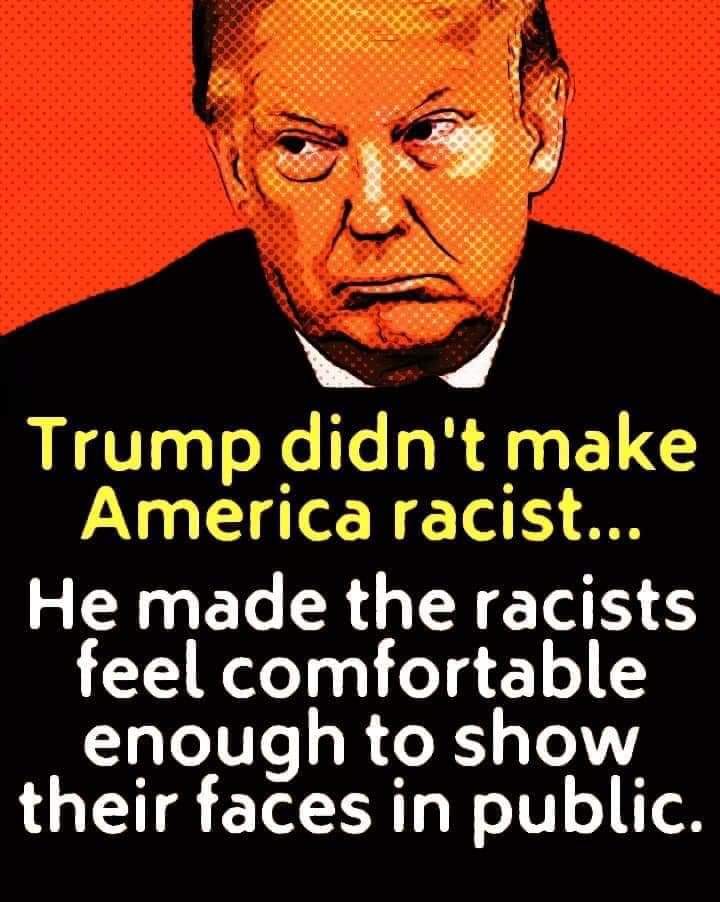 Trump didn't make
America racist...
He made the racists
feel comfortable
enough to show
their faces in public.